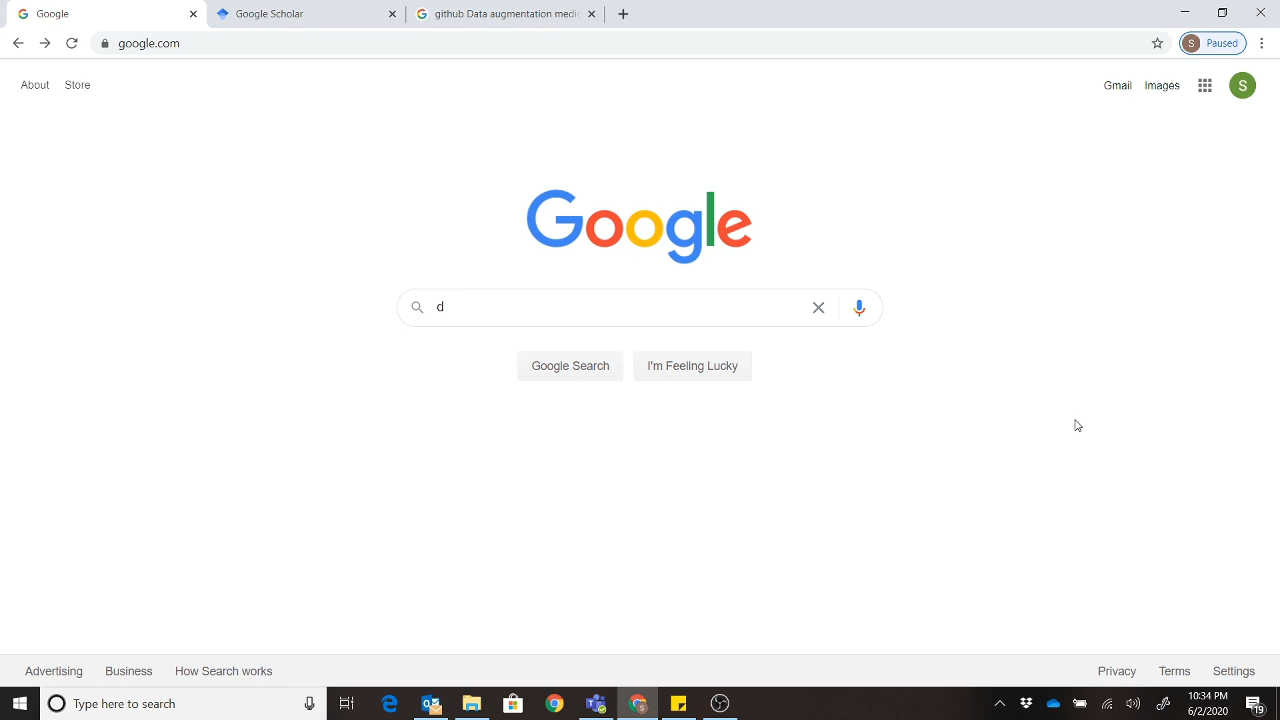 Google
Google Scholar
github Data augmentation medic
google.com
S
Paused
About
Store
Gmail
Images
S
Google
d
Google Search
I'm Feeling Lucky
Advertising
Business
How Search works
Privacy
Terms
Settings
Type here to search
10:34 PM
6/2/2020
19